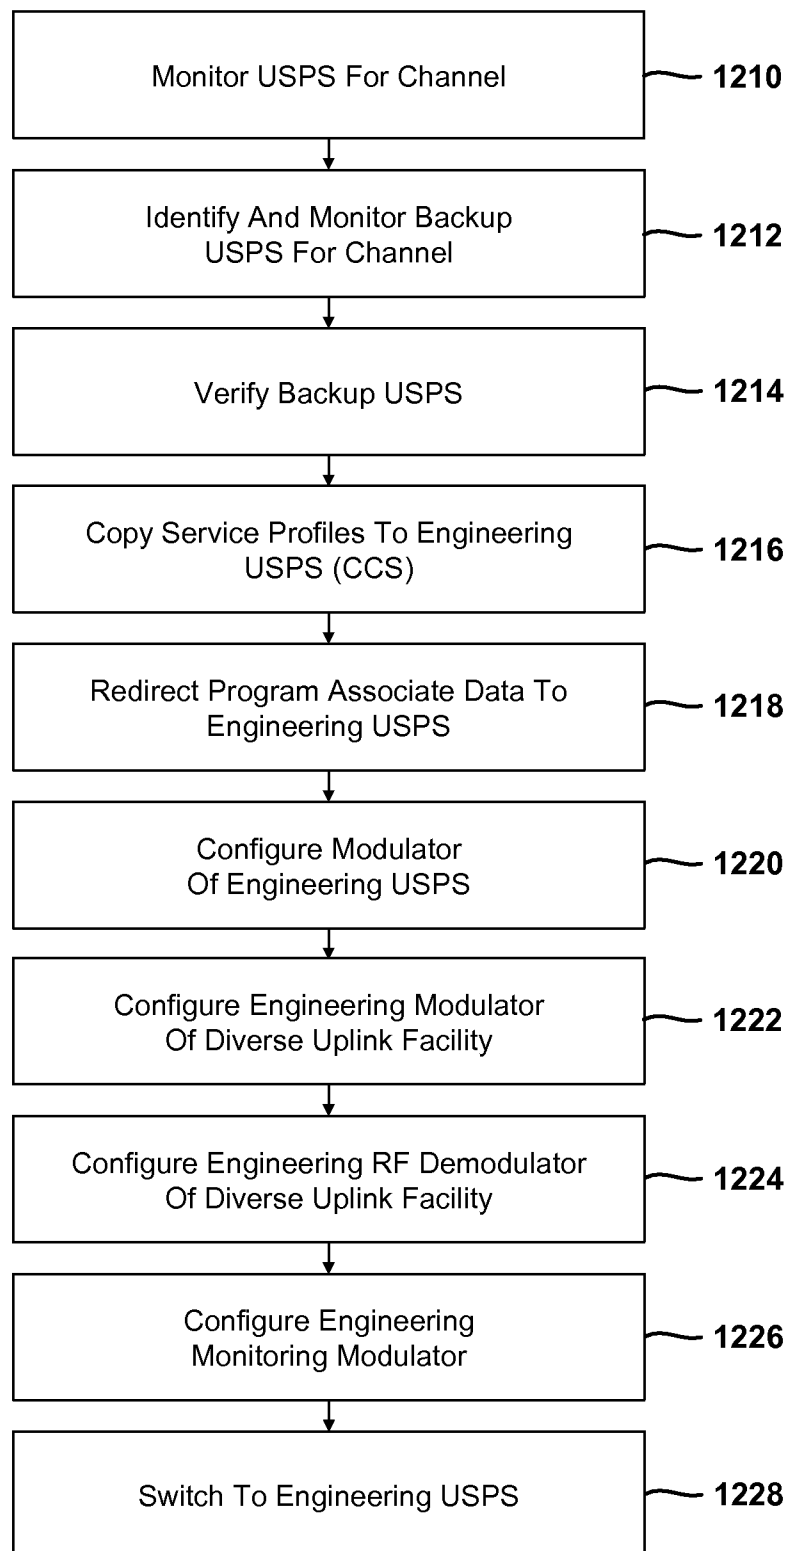 Monitor USPS For Channel
1210
Identify And Monitor Backup
USPS For Channel
1212
Verify Backup USPS
1214
Copy Service Profiles To Engineering
USPS (CCS)
1216
Redirect Program Associate Data To
Engineering USPS
1218
Configure Modulator
Of Engineering USPS
1220
Configure Engineering Modulator
Of Diverse Uplink Facility
1222
Configure Engineering RF Demodulator
Of Diverse Uplink Facility
1224
Configure Engineering
Monitoring Modulator
1226
Switch To Engineering USPS
1228